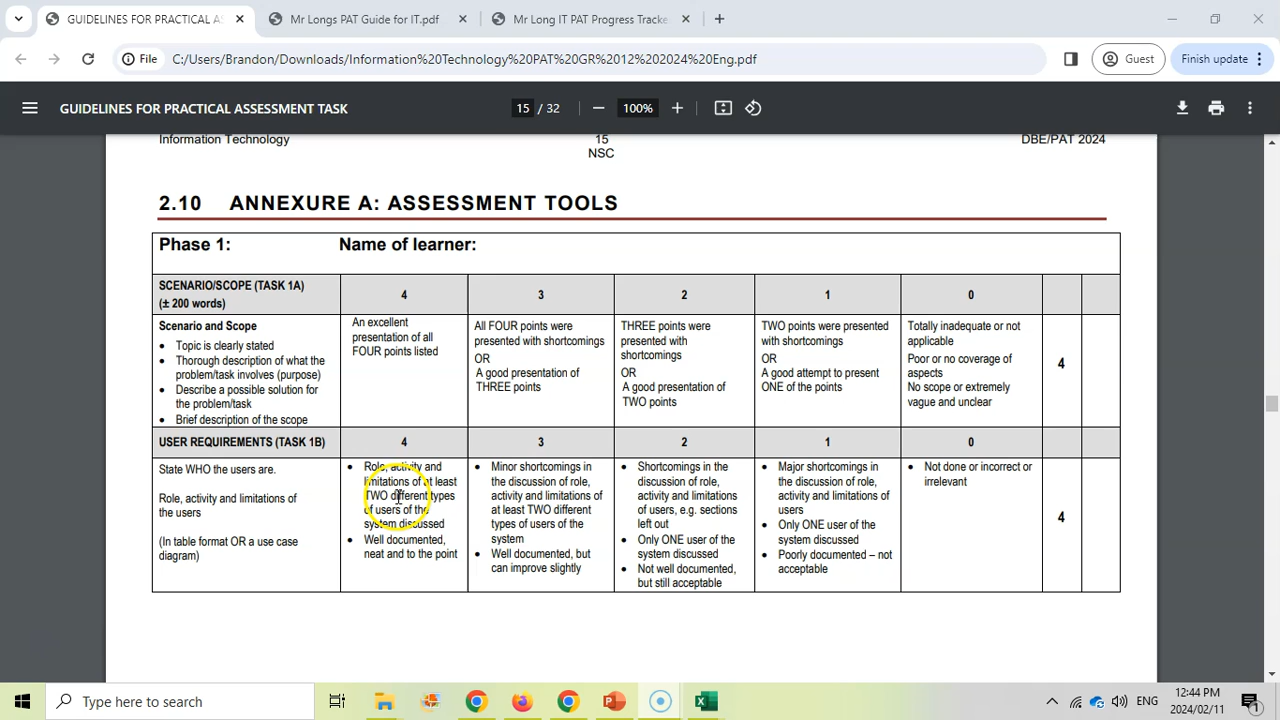 GUIDELINES FOR PRACTICAL AS
Mr Longs PAT Guide for IT.pdf
Mr Long IT PAT Progress Tracke
File
C:/Users/Brandon/Downloads/Information%20Technology%20PAT%20GR%2012%202024%20Eng.pdf
Guest
Finish update
GUIDELINES FOR PRACTICAL ASSESSMENT TASK
15 / 32
100%
Information Technology
15
DBE/PAT 2024
NSC
2.10 ANNEXURE A: ASSESSMENT TOOLS
Phase 1:
Name of learner:
SCENARIO/SCOPE (TASK 1A)
(± 200 words)
4
3
2
1
0
Scenario and Scope
• Topic is clearly stated
• Thorough description of what the
problem/task involves (purpose)
• Describe a possible solution for
the problem/task
• Brief description of the scope
An excellent
presentation of all
FOUR points listed
All FOUR points were
presented with shortcomings
OR
A good presentation of
THREE points
THREE points were
presented with
shortcomings
OR
A good presentation of
TWO points
TWO points were presented
with shortcomings
OR
A good attempt to present
ONE of the points
Totally inadequate or not
applicable
Poor or no coverage of
aspects
No scope or extremely
vague and unclear
4
USER REQUIREMENTS (TASK 1B)
4
3
2
1
0
State WHO the users are.
Role, activity and limitations of
the users
(In table format OR a use case
diagram)
• Role, activity and
limitations of at least
TWO different types
of users of the
system discussed
• Well documented,
neat and to the point
• Minor shortcomings in
the discussion of role,
activity and limitations of
at least TWO different
types of users of the
system
• Well documented, but
can improve slightly
• Shortcomings in the
discussion of role,
activity and limitations
of users, e.g. sections
left out
• Only ONE user of the
system discussed
• Not well documented,
but still acceptable
• Major shortcomings in
the discussion of role,
activity and limitations of
users
• Only ONE user of the
system discussed
• Poorly documented – not
acceptable
• Not done or incorrect or
irrelevant
4
Type here to search
ENG
12:44 PM
2024/02/11
1